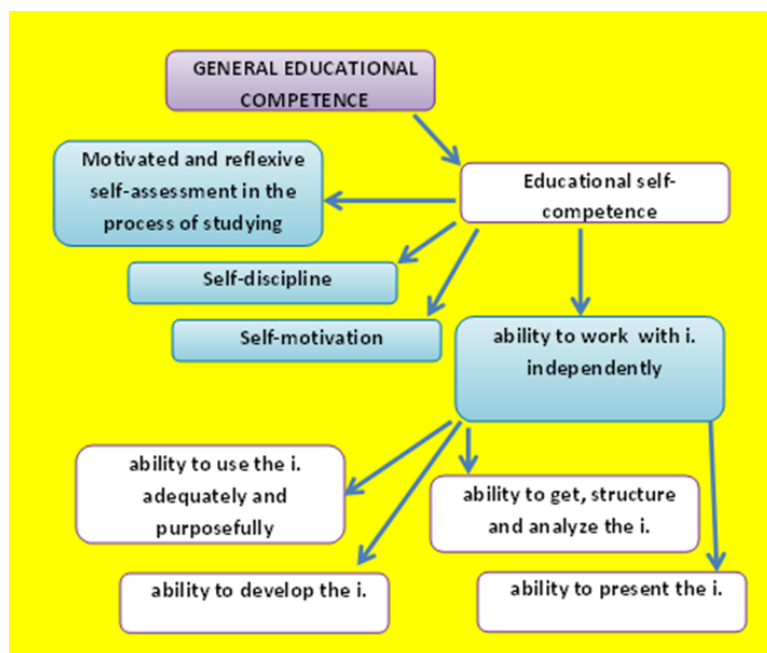 GENERAL EDUCATIONAL
COMPETENCE
Motivated and reflexive
self-assessment in the
process of studying
Educational self-
competence
Self-discipline
Self-motivation
ability to work with i.
independently
ability to use the i.
adequately and
purposefully
ability to get, structure
and analyze the i.
ability to develop the i.
ability to present the i.